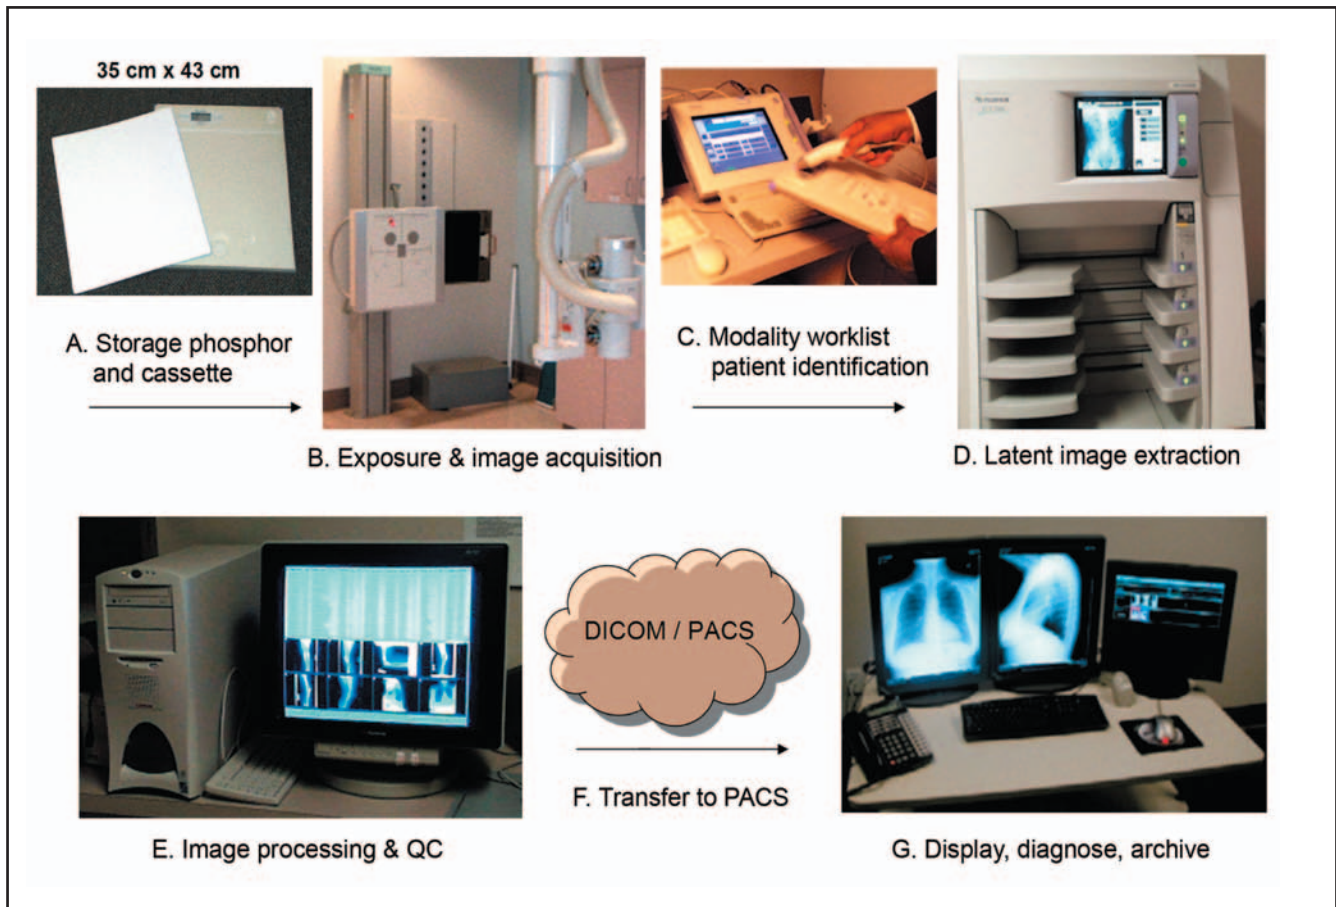 35 cm x 43 cm
A. Storage phosphor
and cassette
B. Exposure & image acquisition
C. Modality worklist
patient identification
D. Latent image extraction
E. Image processing & QC
DICOM / PACS
F. Transfer to PACS
G. Display, diagnose, archive